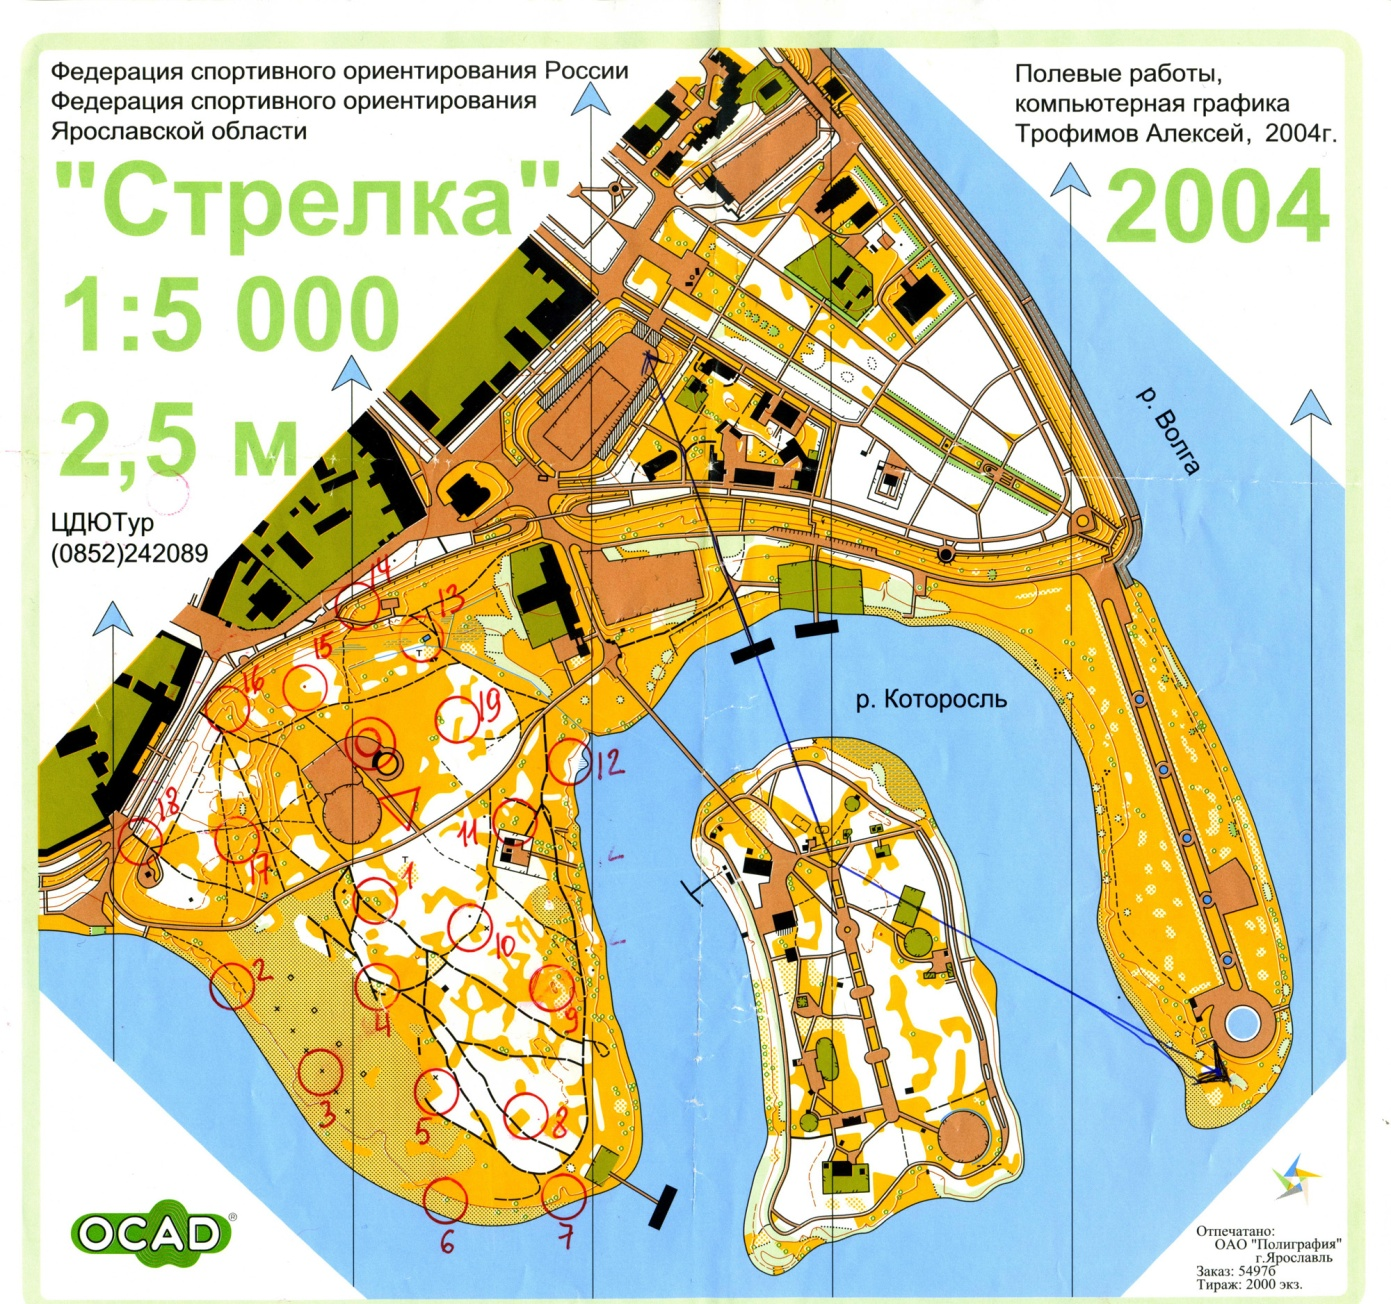 Федерация спортивного ориентирования России
Федерация спортивного ориентирования
Ярославской области
"Стрелка"
1:5 000
2,5 м
ЦДЮТур
(0852)242089
Полевые работы,
компьютерная графика
Трофимов Алексей, 2004г.
2004
р. Волга
р. Которосль
14
13
15
16
19
12
18
11
17
1
10
2
4
9
3
5
8
6
7
т
т
OCAD®
Отпечатано:
ОАО "Полиграфия"
г.Ярославль
Заказ: 5497б
Тираж: 2000 экз.